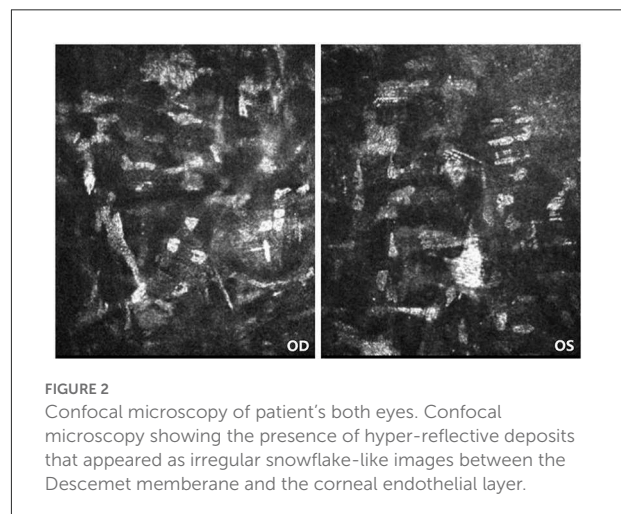 OD
OS
FIGURE 2
Confocal microscopy of patient's both eyes. Confocal
microscopy showing the presence of hyper-reflective deposits
that appeared as irregular snowflake-like images between the
Descemet memberane and the corneal endothelial layer.